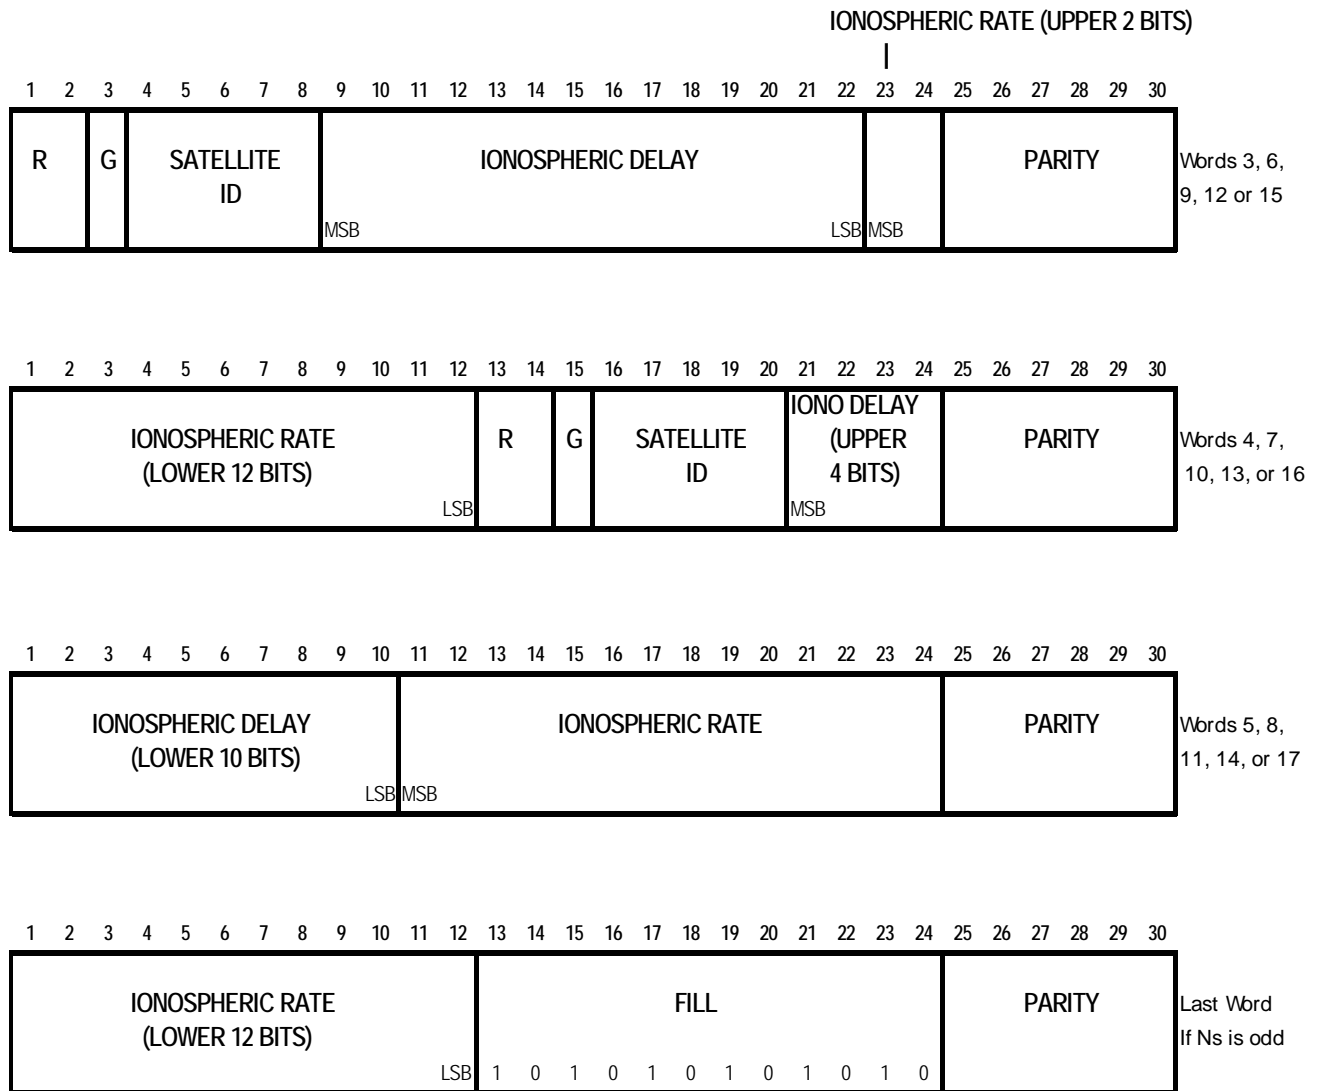 IONOSPHERIC RATE (UPPER 2 BITS)
1 2 3 4 5 6 7 8 9 10 11 12 13 14 15 16 17 18 19 20 21 22 23 24 25 26 27 28 29 30
R G SATELLITE IONOSPHERIC DELAY PARITY Words 3, 6,
ID 9, 12 or 15
MSB LSB MSB
1 2 3 4 5 6 7 8 9 10 11 12 13 14 15 16 17 18 19 20 21 22 23 24 25 26 27 28 29 30
IONO DELAY
IONOSPHERIC RATE R G SATELLITE (UPPER PARITY Words 4, 7,
(LOWER 12 BITS) ID 4 BITS) 10, 13, or 16
LSB MSB
1 2 3 4 5 6 7 8 9 10 11 12 13 14 15 16 17 18 19 20 21 22 23 24 25 26 27 28 29 30
IONOSPHERIC DELAY IONOSPHERIC RATE PARITY Words 5, 8,
(LOWER 10 BITS) 11, 14, or 17
LSB MSB
1 2 3 4 5 6 7 8 9 10 11 12 13 14 15 16 17 18 19 20 21 22 23 24 25 26 27 28 29 30
IONOSPHERIC RATE FILL PARITY Last Word
(LOWER 12 BITS) If Ns is odd
LSB 1 0 1 0 1 0 1 0 1 0 1 0